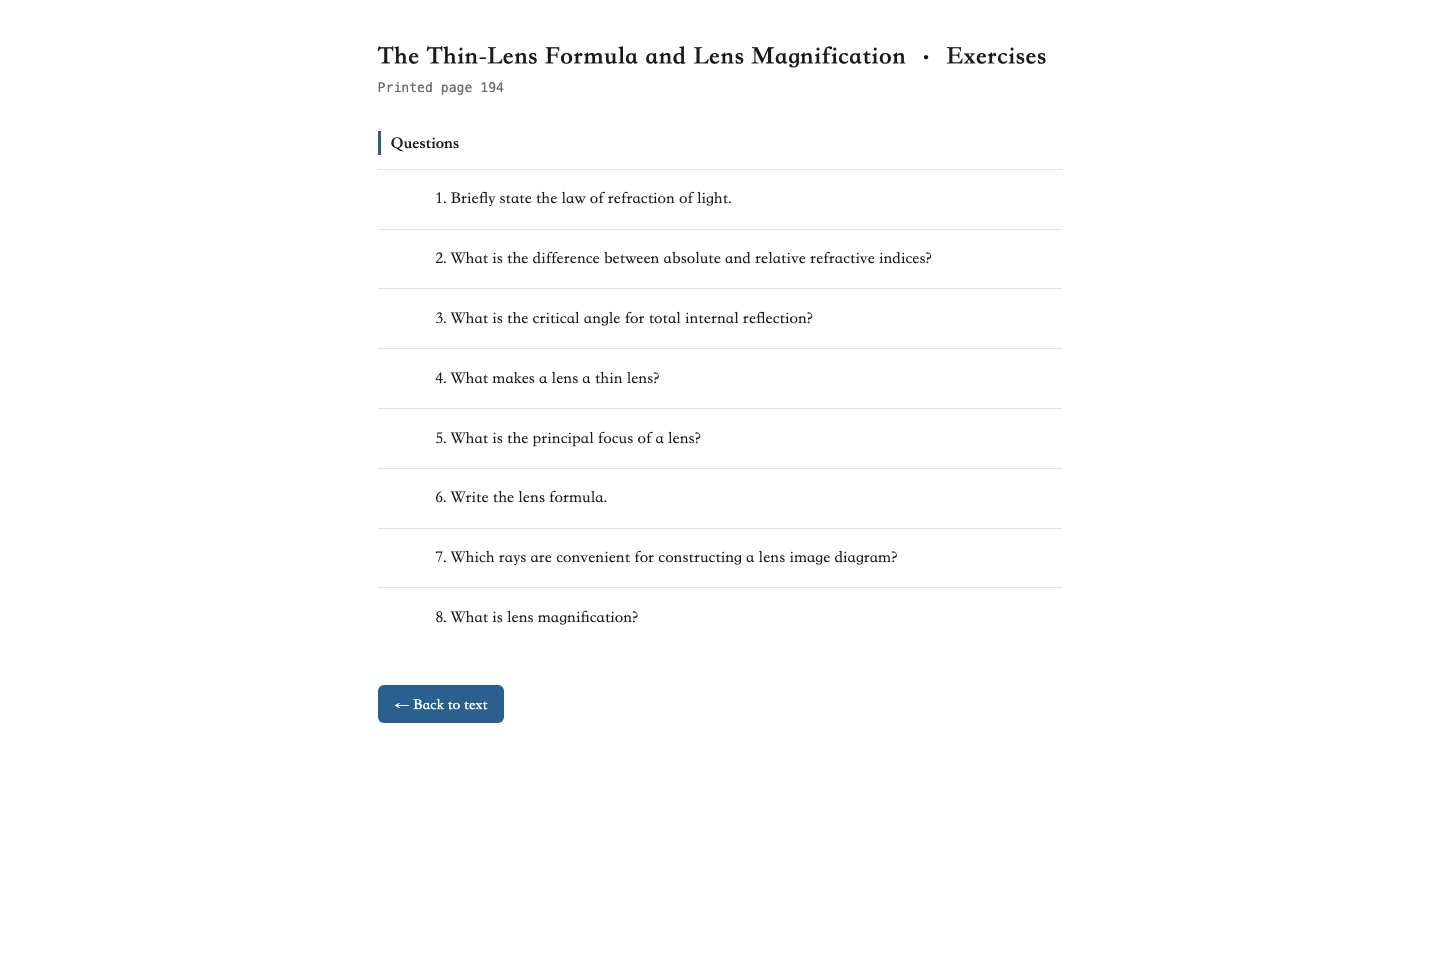 The Thin-Lens Formula and Lens Magnification · Exercises
Printed page 194
Questions
1. Briefly state the law of refraction of light.
2. What is the difference between absolute and relative refractive indices?
3. What is the critical angle for total internal reflection?
4. What makes a lens a thin lens?
5. What is the principal focus of a lens?
6. Write the lens formula.
7. Which rays are convenient for constructing a lens image diagram?
8. What is lens magnification?
← Back to text